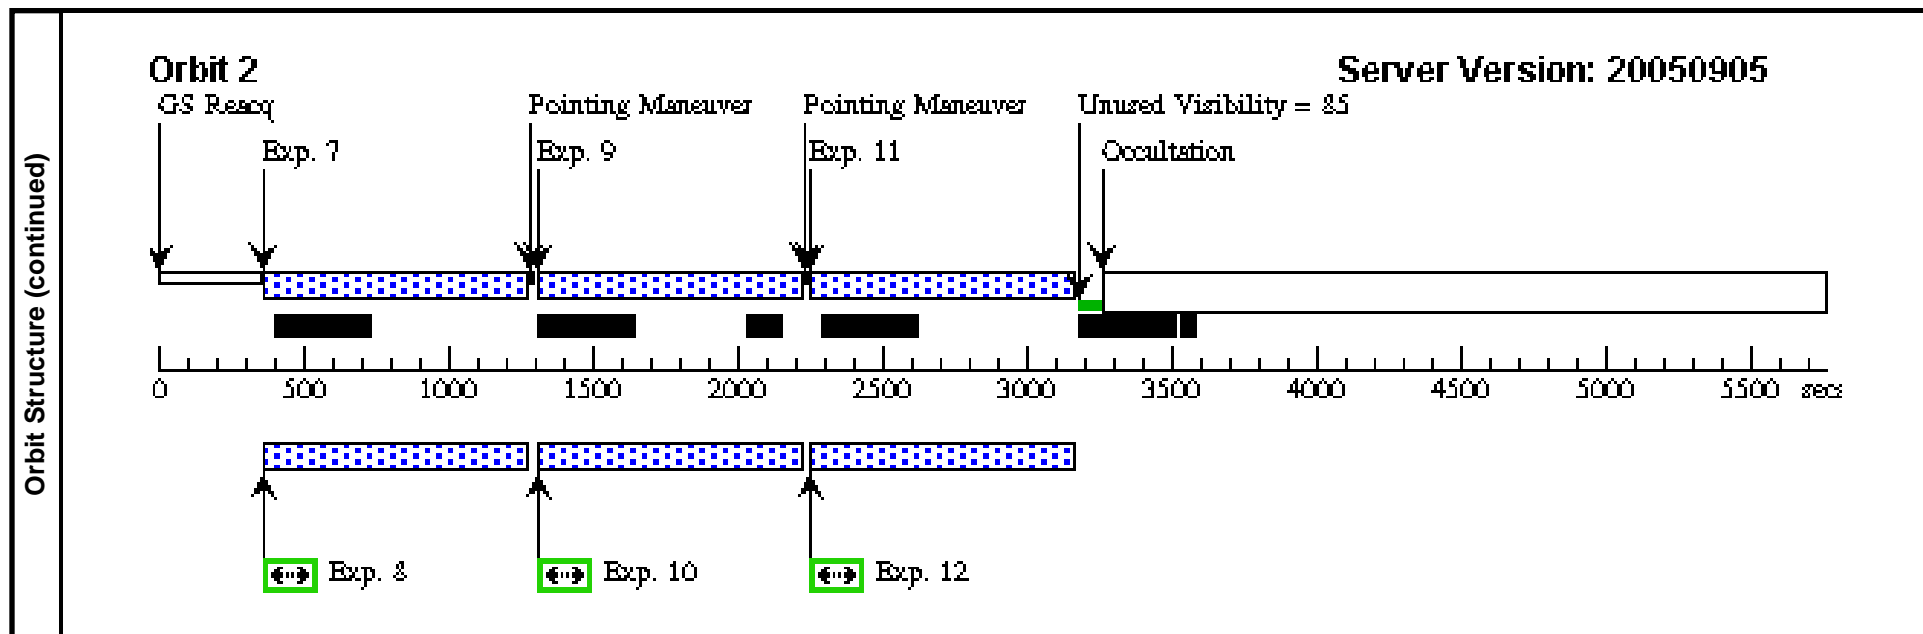 Orbit Structure (continued)
Orbit 2
Server Version: 20050905
GS Reacq
Pointing Maneuver
Pointing Maneuver
Unused Visibility = 85
Exp. 7
Exp. 9
Exp. 11
Occultation
0 500 1000 1500 2000 2500 3000 3500 4000 4500 5000 5500 secs
Exp. 8
Exp. 10
Exp. 12